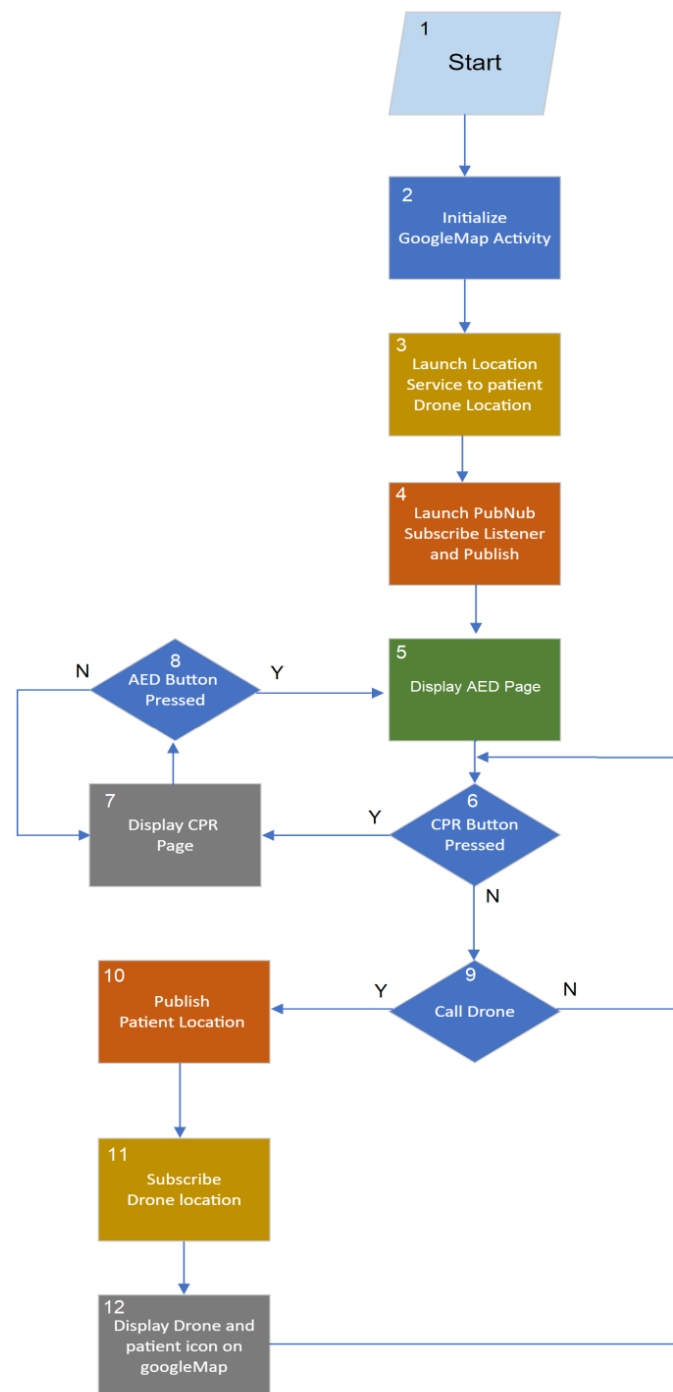 1
Start
2
Initialize
GoogleMap Activity
3
Launch Location
Service to patient
Drone Location
4
Launch PubNub
Subscribe Listener
and Publish
N
8
AED Button
Pressed
Y
5
Display AED Page
7
Display CPR
Page
Y
6
CPR Button
Pressed
N
10
Publish
Patient Location
Y
9
Call Drone
N
11
Subscribe
Drone location
12
Display Drone and
patient icon on
googleMap